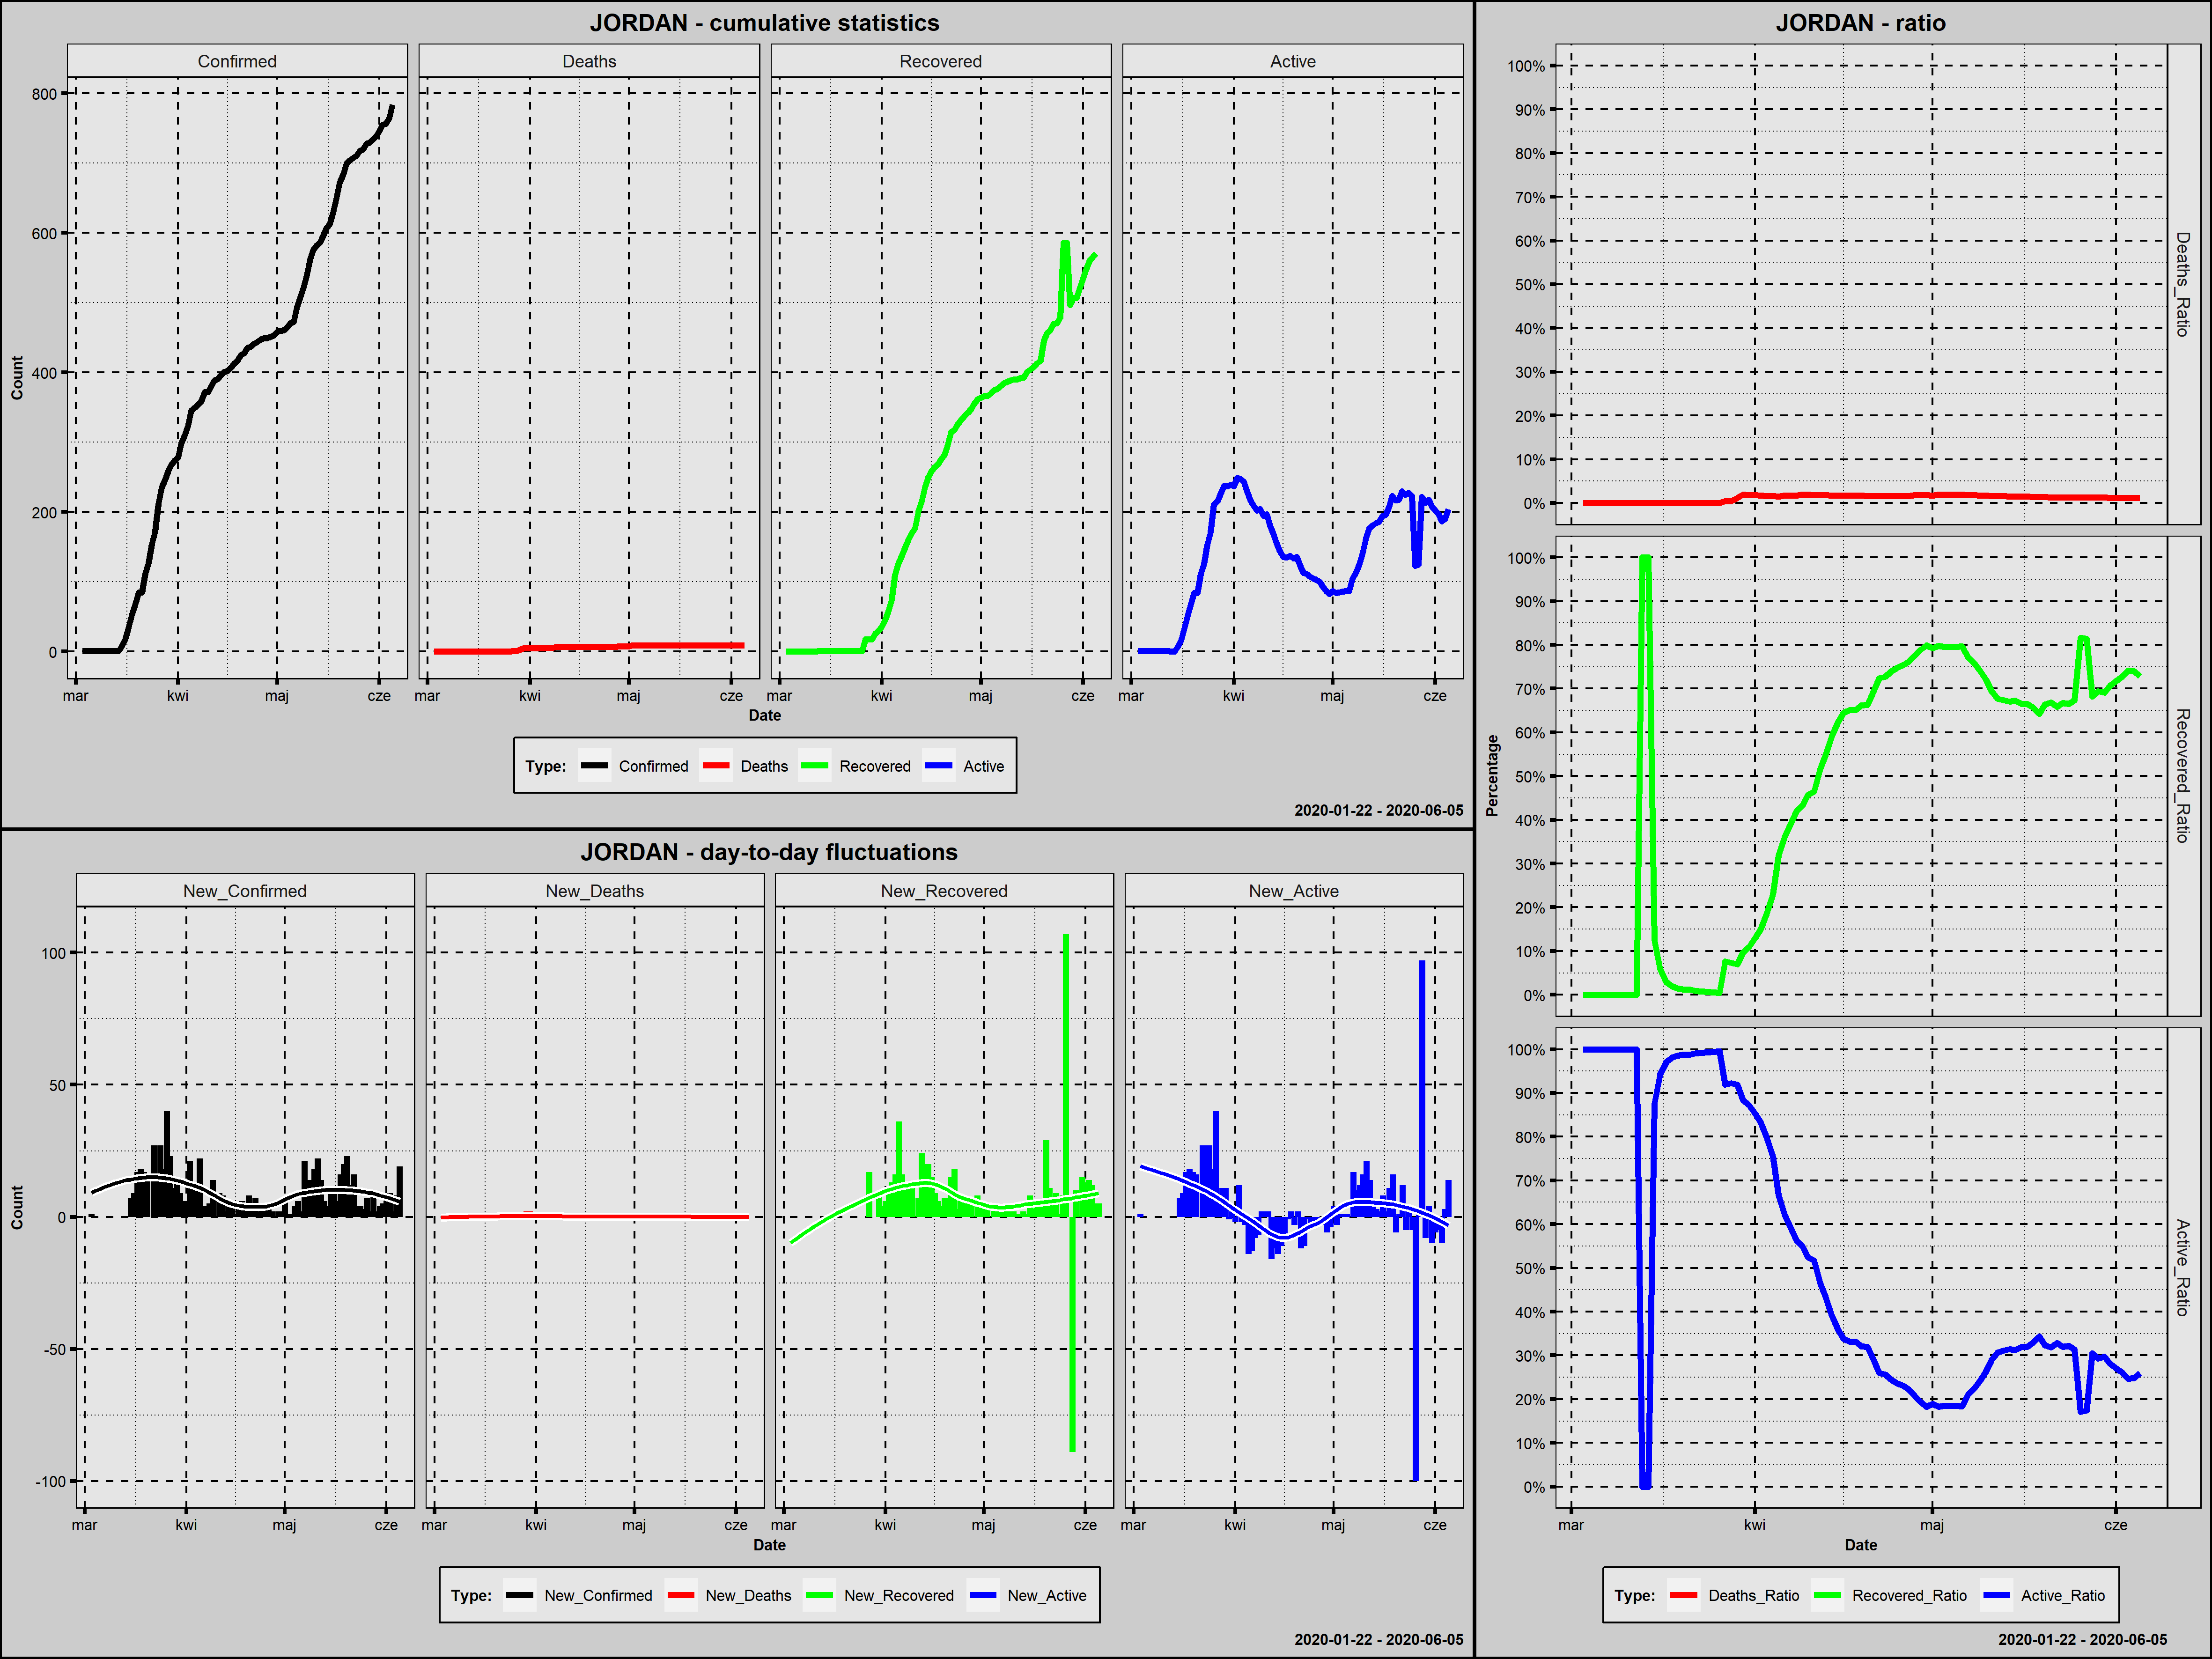 JORDAN - cumulative statistics
Confirmed Deaths Recovered Active
Count
800
600
400
200
0
mar kwi maj cze mar kwi maj cze mar kwi maj cze mar kwi maj cze
Date
Type: Confirmed Deaths Recovered Active
2020-01-22 - 2020-06-05
JORDAN - day-to-day fluctuations
New_Confirmed New_Deaths New_Recovered New_Active
Count
100
50
0
-50
-100
mar kwi maj cze mar kwi maj cze mar kwi maj cze mar kwi maj cze
Date
Type: New_Confirmed New_Deaths New_Recovered New_Active
2020-01-22 - 2020-06-05
JORDAN - ratio
Percentage
100%
90%
80%
70%
60%
50%
40%
30%
20%
10%
0%
Deaths_Ratio
100%
90%
80%
70%
60%
50%
40%
30%
20%
10%
0%
Recovered_Ratio
100%
90%
80%
70%
60%
50%
40%
30%
20%
10%
0%
Active_Ratio
mar kwi maj cze
Date
Type: Deaths_Ratio Recovered_Ratio Active_Ratio
2020-01-22 - 2020-06-05